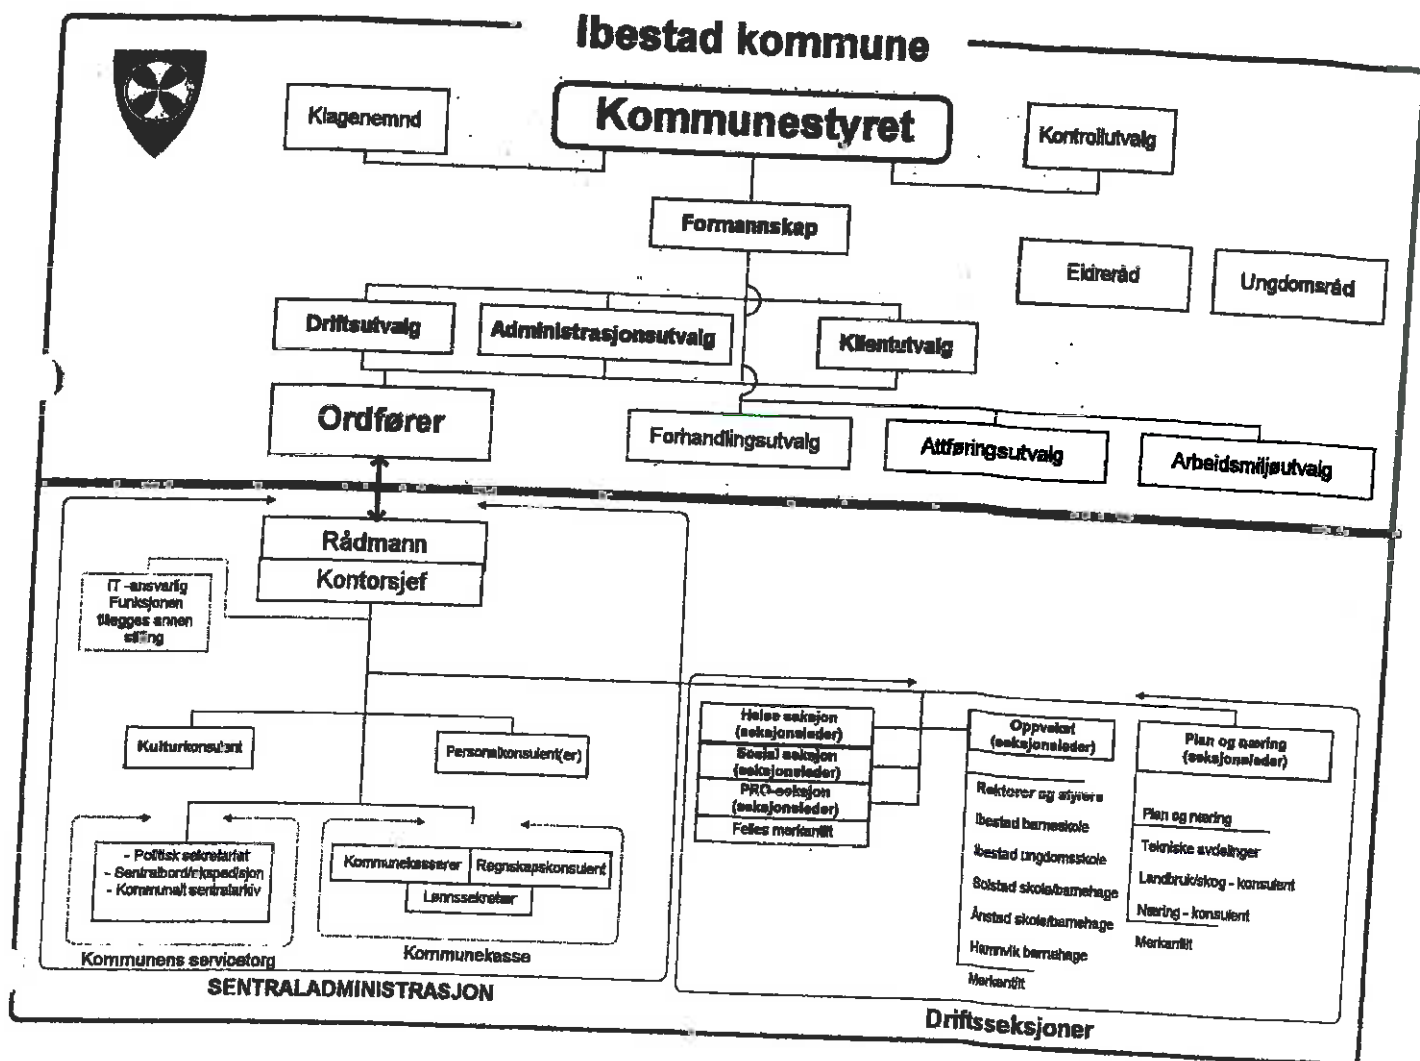 Ibestad kommune
Klagenemnd
Kommunestyret
Kontrollutvalg
Formannskap
Eldreråd
Ungdomsråd
Driftsutvalg
Administrasjonsutvalg
Klientutvalg
Ordfører
Forhandlingsutvalg
Attføringsutvalg
Arbeidsmiljøutvalg
Rådmann
Kontorsjef
IT -ansvarlig
Funksjonen
tillegges annen
stilling
Kulturkonsulent
Personalkonsulent(er)
- Politisk sekretariat
- Sentralbord/ekspedisjon
- Kommunalt sentralarkiv
Kommunens servicetorg
Kommunekasserer
Regnskapskonsulent
Lønnssekretær
Kommunekasse
SENTRALADMINISTRASJON
Helse seksjon
(seksjonsleder)
Sosial seksjon
(seksjonsleder)
PRO-seksjon
(seksjonsleder)
Felles merkantilt
Oppvekst
(seksjonsleder)
Rektorer og styrere
Ibestad barneskole
Ibestad ungdomsskole
Solstad skole/barnehage
Ånstad skole/barnehage
Hamnvik barnehage
Merkantilt
Plan og næring
(seksjonsleder)
Plan og næring
Tekniske avdelinger
Landbruk/skog - konsulent
Næring - konsulent
Merkantilt
Driftsseksjoner